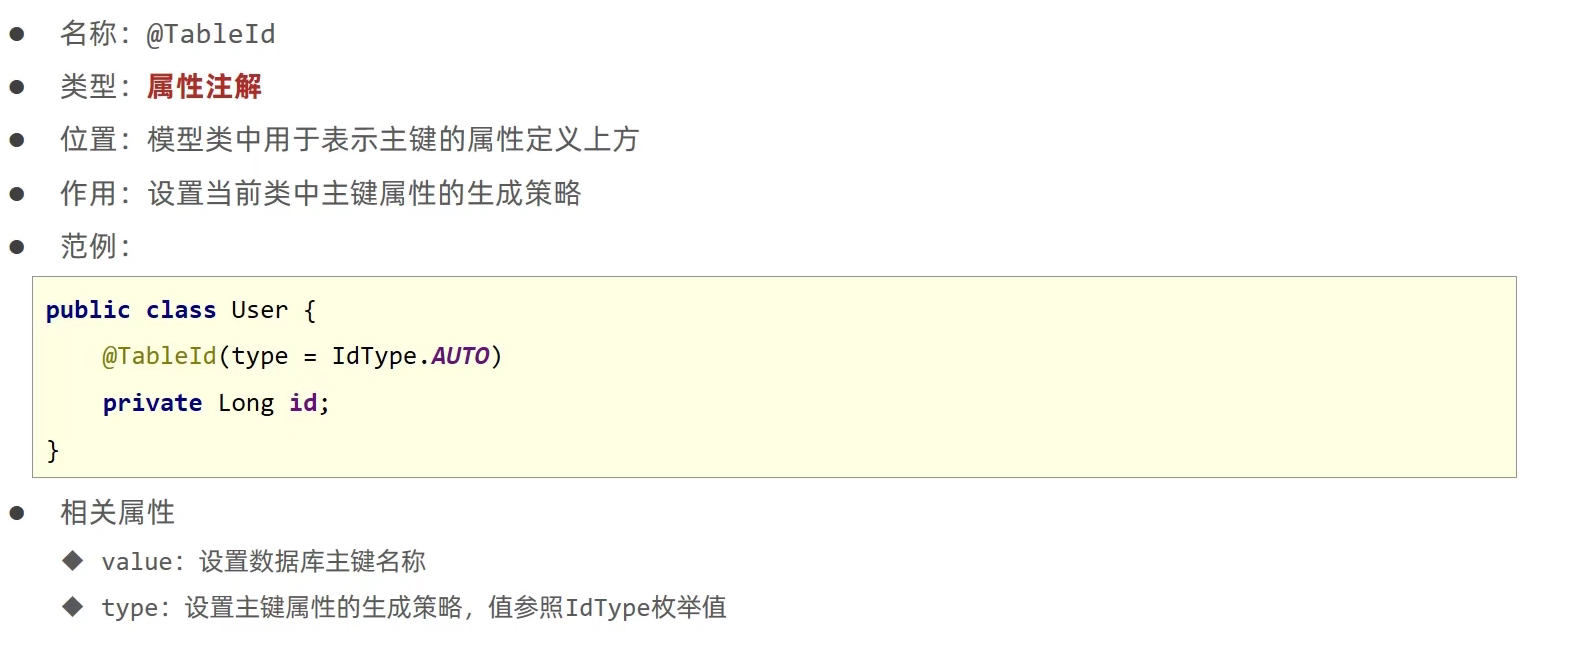 ● 名称：@TableId
● 类型：属性注解
● 位置：模型类中用于表示主键的属性定义上方
● 作用：设置当前类中主键属性的生成策略
● 范例：
public class User {
    @TableId(type = IdType.AUTO)
    private Long id;
}
● 相关属性
◆ value：设置数据库主键名称
◆ type：设置主键属性的生成策略，值参照IdType枚举值